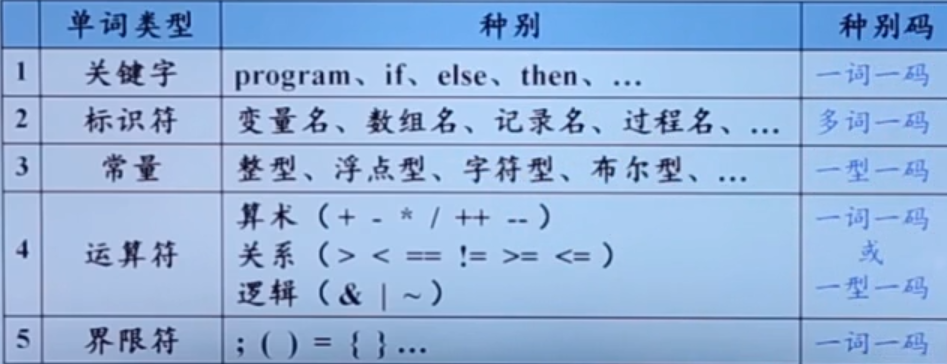 单词类型 种别 种别码
1 关键字 program、if、else、then、… 一词一码
2 标识符 变量名、数组名、记录名、过程名、… 多词一码
3 常量 整型、浮点型、字符型、布尔型、… 一型一码
4 运算符 算术（+ - * / ++ --） 一词一码
关系（> < == != >= <=） 或
逻辑（& | ~） 一型一码
5 界限符 ; ( ) = { } … 一词一码